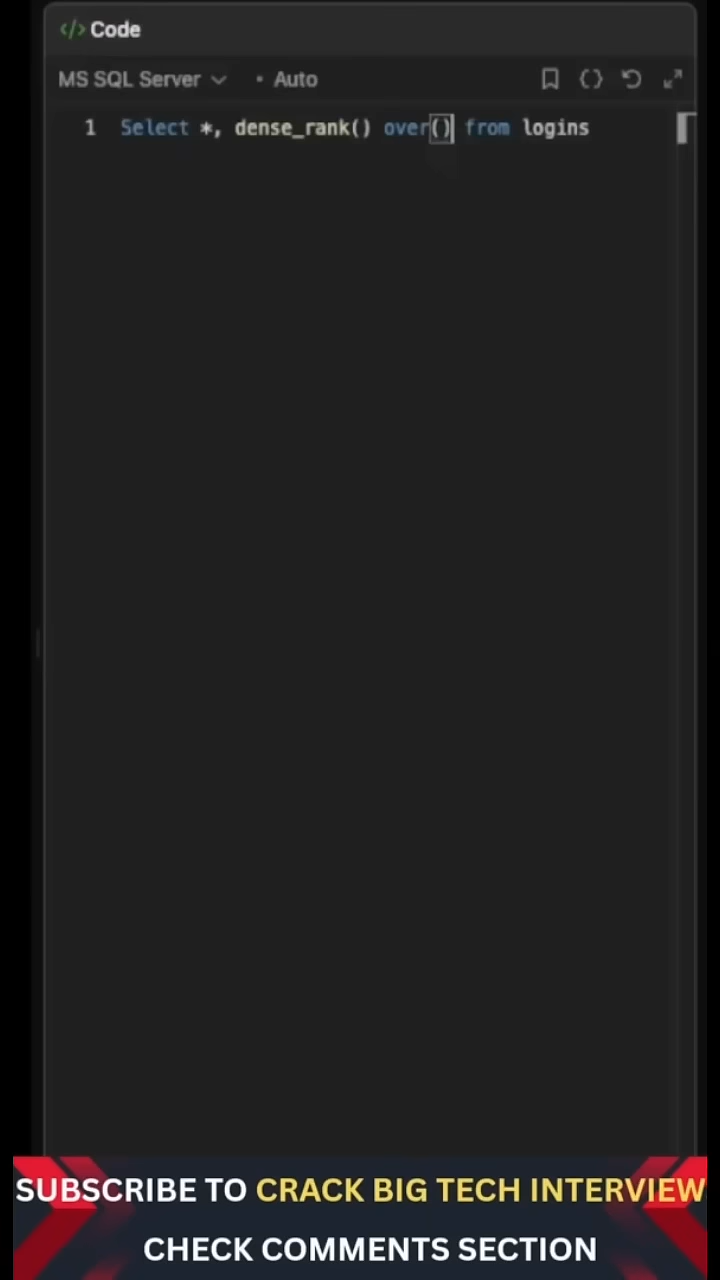 </> Code
MS SQL Server • Auto
1 Select *, dense_rank() over() from logins
SUBSCRIBE TO CRACK BIG TECH INTERVIEW
CHECK COMMENTS SECTION